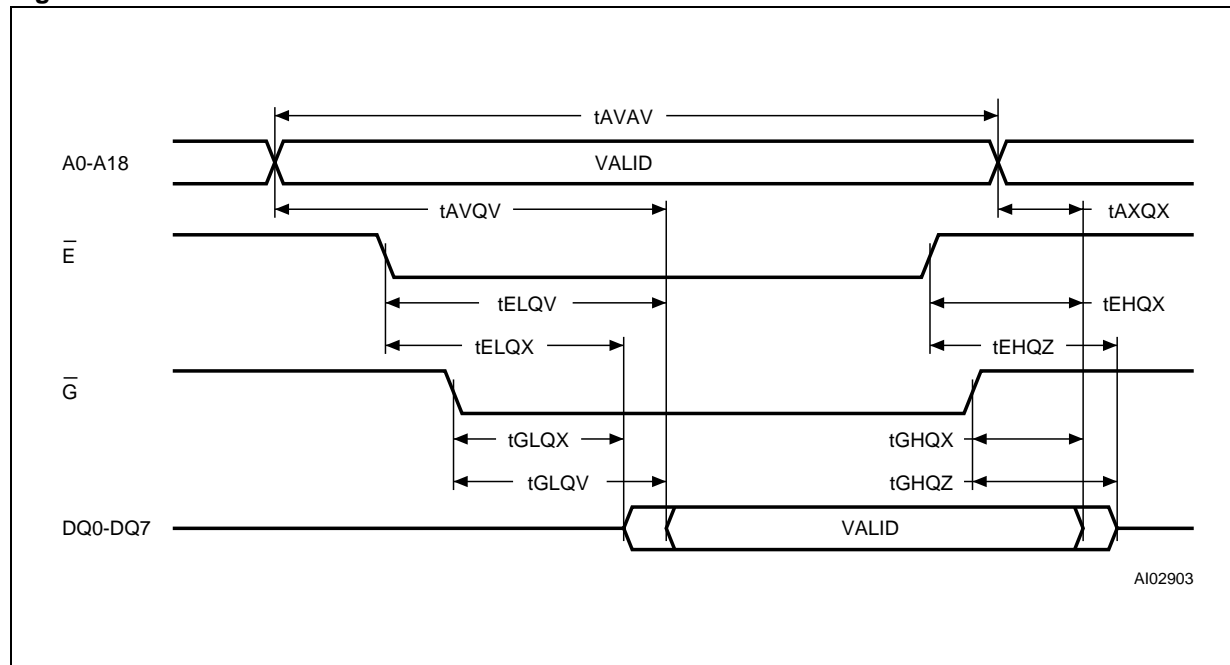 tAVAV
A0-A18 VALID
tAVQV tAXQX
E
tELQV tEHQX
tELQX tEHQZ
G
tGLQX tGHQX
tGLQV tGHQZ
DQ0-DQ7 VALID
AI02903